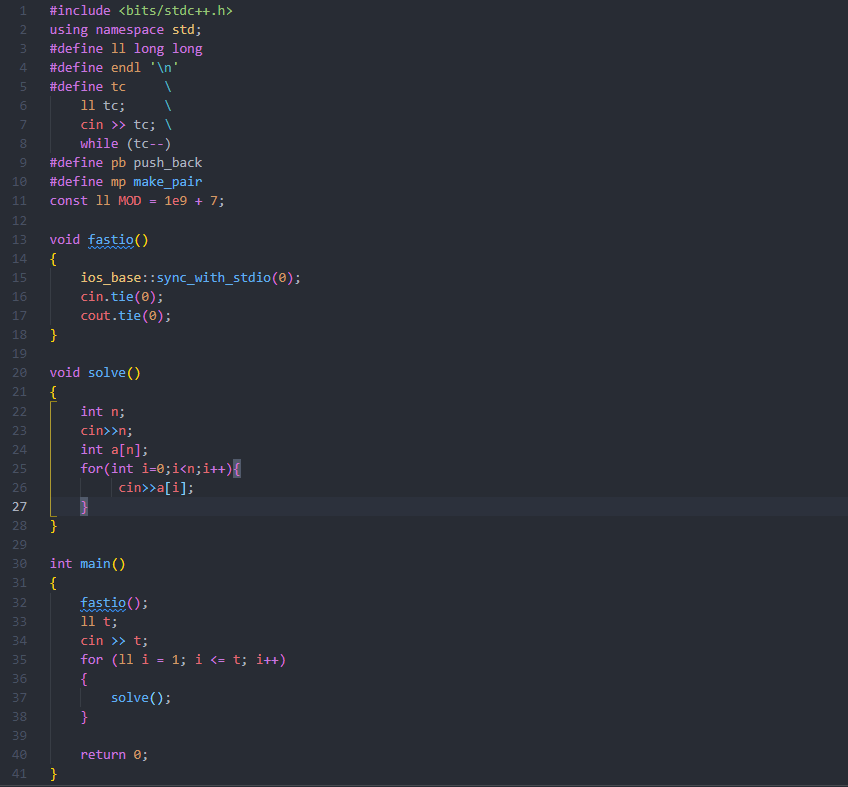 1 #include <bits/stdc++.h>
2 using namespace std;
3 #define ll long long
4 #define endl '\n'
5 #define tc     \
6     ll tc;     \
7     cin >> tc; \
8     while (tc--)
9 #define pb push_back
10 #define mp make_pair
11 const ll MOD = 1e9 + 7;
12
13 void fastio()
14 {
15     ios_base::sync_with_stdio(0);
16     cin.tie(0);
17     cout.tie(0);
18 }
19
20 void solve()
21 {
22     int n;
23     cin>>n;
24     int a[n];
25     for(int i=0;i<n;i++){
26          cin>>a[i];
27     }
28 }
29
30 int main()
31 {
32     fastio();
33     ll t;
34     cin >> t;
35     for (ll i = 1; i <= t; i++)
36     {
37         solve();
38     }
39
40     return 0;
41 }